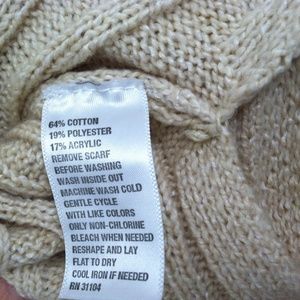 64% COTTON
19% POLYESTER
17% ACRYLIC
REMOVE SCARF
BEFORE WASHING
WASH INSIDE OUT
MACHINE WASH COLD
GENTLE CYCLE
WITH LIKE COLORS
ONLY NON-CHLORINE
BLEACH WHEN NEEDED
RESHAPE AND LAY
FLAT TO DRY
COOL IRON IF NEEDED
RN 31104